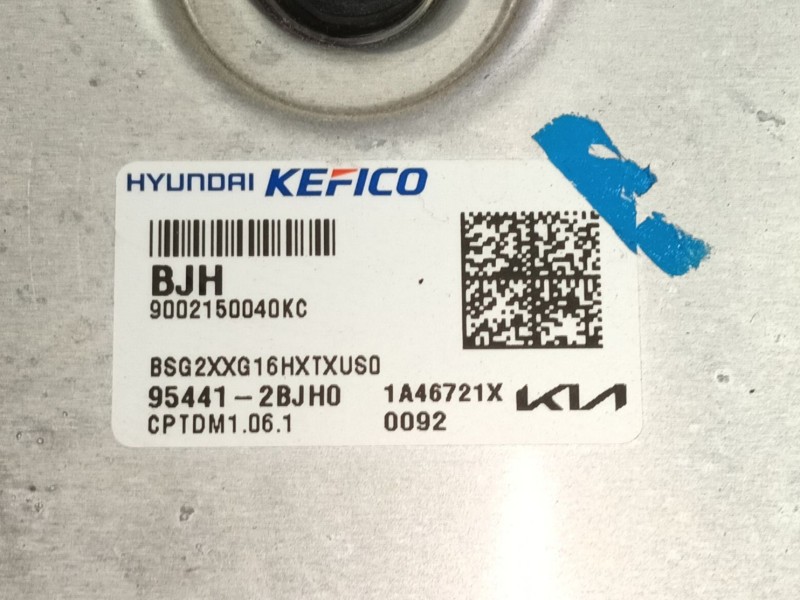 HYUNDAI KEFICO
BJH
9002150040KC
BSG2XXG16HXTXUS0
95441-2BJH0 1A46721X KIA
CPTDM1.06.1 0092